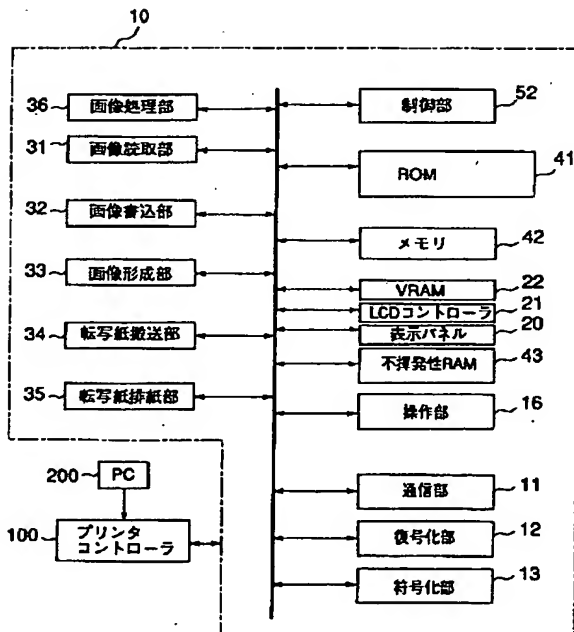 10
36 画像処理部
31 画像読取部
32 画像書込部
33 画像形成部
34 転写紙搬送部
35 転写紙排紙部
200 PC
100 プリンタ
コントローラ
制御部 52
ROM 41
メモリ 42
VRAM 22
LCDコントローラ 21
表示パネル 20
不揮発性RAM 43
操作部 16
通信部 11
復号化部 12
符号化部 13